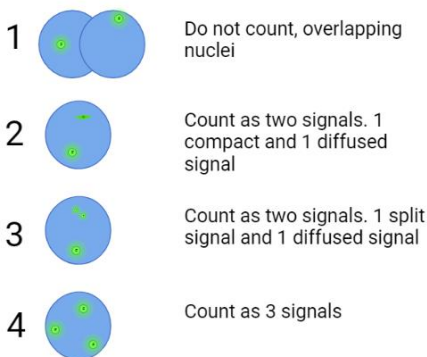 1
Do not count, overlapping
nuclei
2
Count as two signals. 1
compact and 1 diffused
signal
3
Count as two signals. 1 split
signal and 1 diffused signal
4
Count as 3 signals